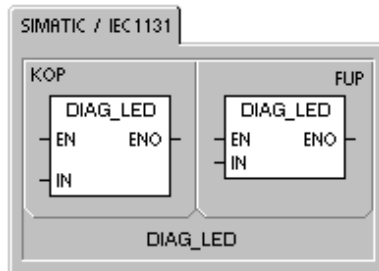 SIMATIC / IEC1131
KOP
DIAG_LED
EN ENO
IN
FUP
DIAG_LED
EN ENO
IN
DIAG_LED